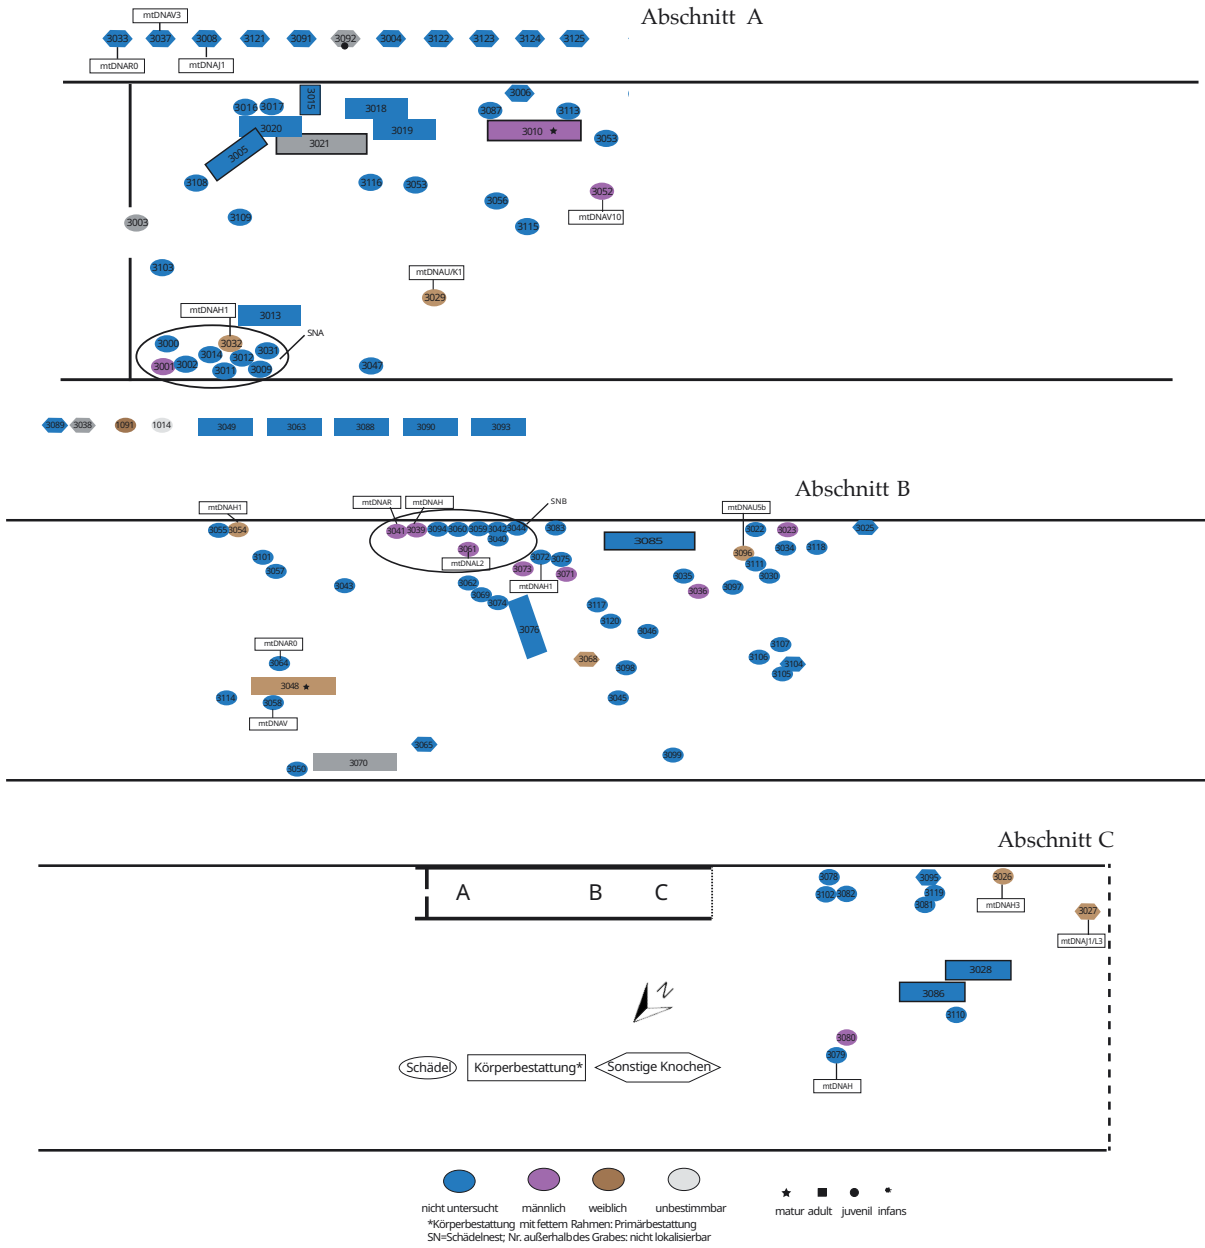 Abschnitt A
mtDNAV3
3033 3037 3008 3121 3091 3092 3004 3122 3123 3124 3125
mtDNAR0 mtDNAJ1
3006
3016 3017 3015 3018 3087 3113
3020 3019 3010 3053
3005 3021
3108 3116 3053 3052
3056
3003 3109 3115 mtDNAV10
3103 mtDNAU/K1
3029
mtDNAH1 3013
SNA
3000 3032 3031
3014 3012
3001 3002 3011 3009 3047
3089 3038 1091 1014 3049 3063 3088 3090 3093
Abschnitt B
mtDNAH1 mtDNAR mtDNAH SNB mtDNAU5b
3055 3054 3041 3039 3094 3060 3059 3042 3044 3083 3022 3023 3025
3040 3085
3101 3061 3072 3075 3096 3034 3118
3057 mtDNAL2 3073 3071 3111
3043 3062 mtDNAH1 3035 3097 3030
3069 3036
3074 3117
3076 3120 3046
mtDNAR0 3107
3064 3068 3098 3106 3104
3105
3048
3114 3058 3045
mtDNAV
3065
3050 3070 3099
Abschnitt C
A B C
3078 3095 3026
3102 3082 3119
3081 mtDNAH3
3027
mtDNAJ1/L3
3028
3086
N
3110
3080
3079
mtDNAH
Schädel Körperbestattung* Sonstige Knochen
nicht untersucht männlich weiblich unbestimmbar matur adult juvenil infans
*Körperbestattung mit fettem Rahmen: Primärbestattung
SN=Schädelnest; Nr. außerhalb des Grabes: nicht lokalisierbar